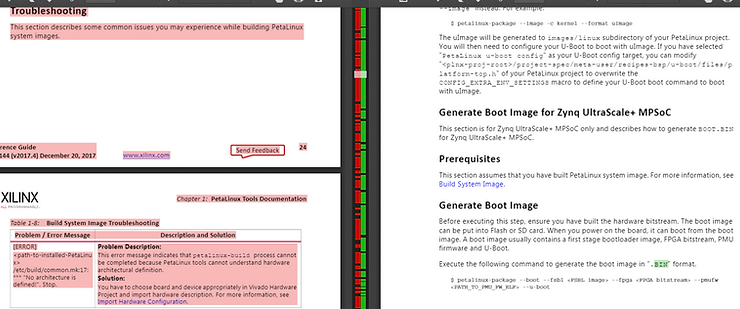 Troubleshooting
This section describes some common issues you may experience while building PetaLinux
system images.
rence Guide
144 (v2017.4) December 20, 2017
www.xilinx.com
Send Feedback
24
XILINX
ALL PROGRAMMABLE.
Chapter 1: PetaLinux Tools Documentation
Table 1-8: Build System Image Troubleshooting
Problem / Error Message
Description and Solution
[ERROR]
<path-to-installed-PetaLinu
x>
/etc/build/common.mk:17:
*** "No architecture is
defined!". Stop.
Problem Description:
This error message indicates that petalinux-build process cannot
be completed because PetaLinux tools cannot understand hardware
architectural definition.
Solution:
You have to choose board and device appropriately in Vivado Hardware
Project and import hardware description. For more information, see
Import Hardware Configuration.
--image" instead. For example:
$ petalinux-package --image -c kernel --format uImage
The uImage will be generated to images/linux subdirectory of your PetaLinux project.
You will then need to configure your U-Boot to boot with uImage. If you have selected
"PetaLinux u-boot config" as your U-Boot config target, you can modify
"<plnx-proj-root>/project-spec/meta-user/recipes-bsp/u-boot/files/p
latform-top.h" of your PetaLinux project to overwrite the
CONFIG_EXTRA_ENV_SETTINGS macro to define your U-Boot boot command to boot
with uImage.
Generate Boot Image for Zynq UltraScale+ MPSoC
This section is for Zynq UltraScale+ MPSoC only and describes how to generate BOOT.BIN
for Zynq UltraScale+ MPSoC.
Prerequisites
This section assumes that you have built PetaLinux system image. For more information, see
Build System Image.
Generate Boot Image
Before executing this step, ensure you have built the hardware bitstream. The boot image
can be put into Flash or SD card. When you power on the board, it can boot from the boot
image. A boot image usually contains a first stage bootloader image, FPGA bitstream, PMU
firmware and U-Boot.
Execute the following command to generate the boot image in ".BIN" format.
$ petalinux-package --boot --fsbl <FSBL image> --fpga <FPGA bitstream> --pmufw
<PATH_TO_PMU_FW_ELF> --u-boot